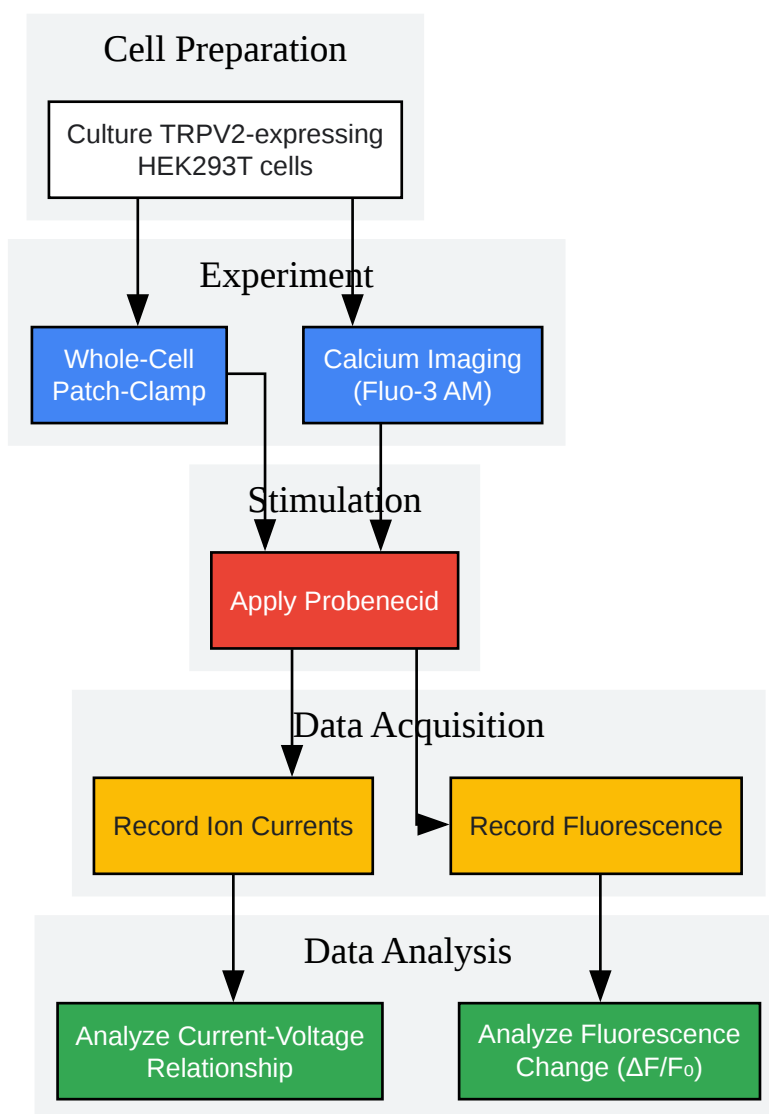 Cell Preparation
Culture TRPV2-expressing
HEK293T cells
Experiment
Whole-Cell
Patch-Clamp
Calcium Imaging
(Fluo-3 AM)
Stimulation
Apply Probenecid
Data Acquisition
Record Ion Currents
Record Fluorescence
Data Analysis
Analyze Current-Voltage
Relationship
Analyze Fluorescence
Change (ΔF/F₀)